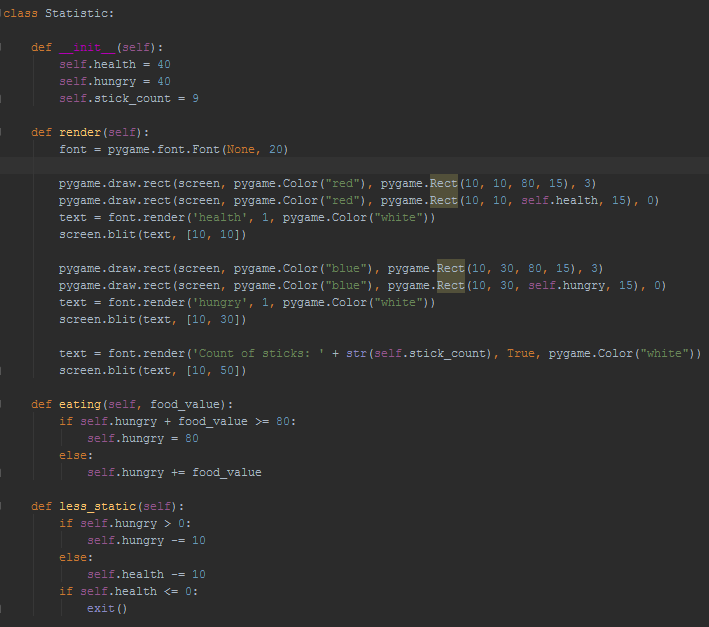 class Statistic:
def __init__(self):
self.health = 40
self.hungry = 40
self.stick_count = 9
def render(self):
font = pygame.font.Font(None, 20)
pygame.draw.rect(screen, pygame.Color("red"), pygame.Rect(10, 10, 80, 15), 3)
pygame.draw.rect(screen, pygame.Color("red"), pygame.Rect(10, 10, self.health, 15), 0)
text = font.render('health', 1, pygame.Color("white"))
screen.blit(text, [10, 10])
pygame.draw.rect(screen, pygame.Color("blue"), pygame.Rect(10, 30, 80, 15), 3)
pygame.draw.rect(screen, pygame.Color("blue"), pygame.Rect(10, 30, self.hungry, 15), 0)
text = font.render('hungry', 1, pygame.Color("white"))
screen.blit(text, [10, 30])
text = font.render('Count of sticks: ' + str(self.stick_count), True, pygame.Color("white"))
screen.blit(text, [10, 50])
def eating(self, food_value):
if self.hungry + food_value >= 80:
self.hungry = 80
else:
self.hungry += food_value
def less_static(self):
if self.hungry > 0:
self.hungry -= 10
else:
self.health -= 10
if self.health <= 0:
exit()